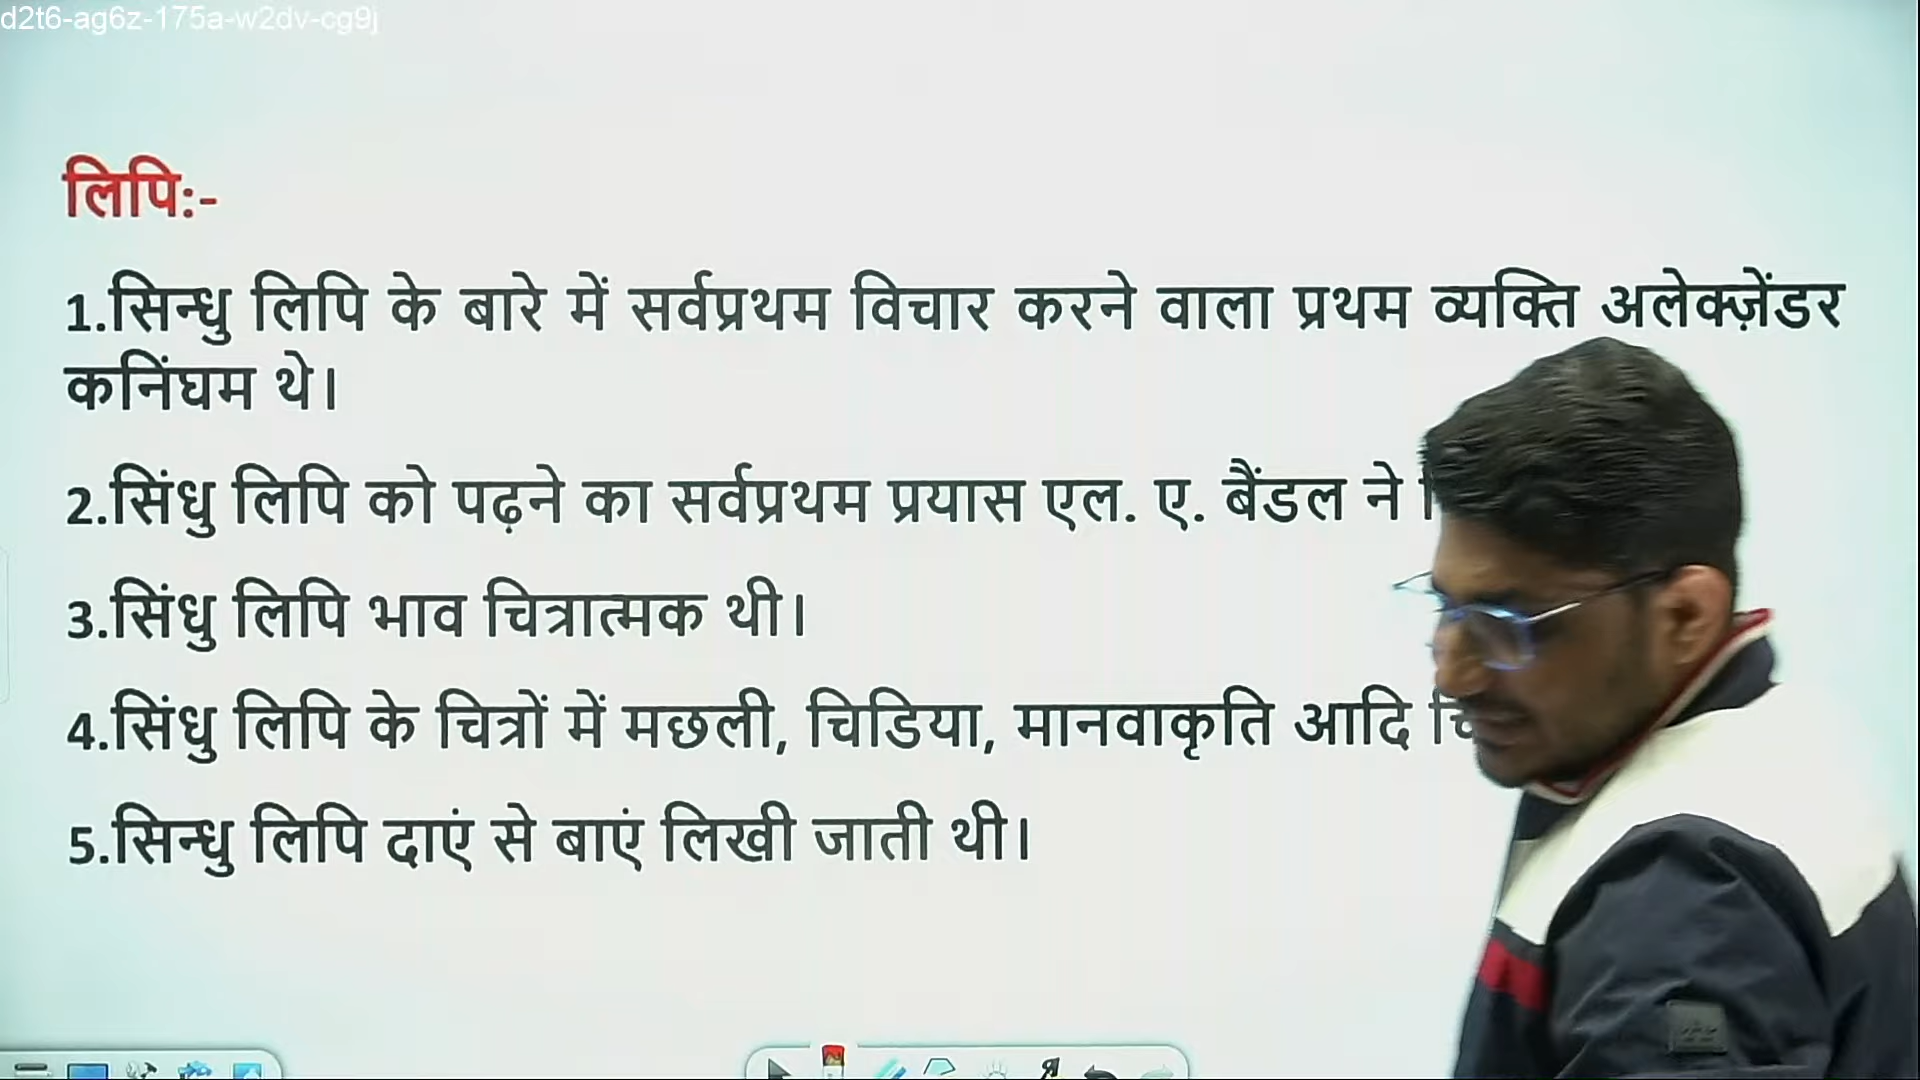 d2t6-ag6z-175a-w2dv-cg9j
लिपि:-
1.सिन्धु लिपि के बारे में सर्वप्रथम विचार करने वाला प्रथम व्यक्ति अलेक्ज़ेंडर
कनिंघम थे।
2.सिंधु लिपि को पढ़ने का सर्वप्रथम प्रयास एल. ए. बैंडल ने
3.सिंधु लिपि भाव चित्रात्मक थी।
4.सिंधु लिपि के चित्रों में मछली, चिडिया, मानवाकृति आदि
5.सिन्धु लिपि दाएं से बाएं लिखी जाती थी।